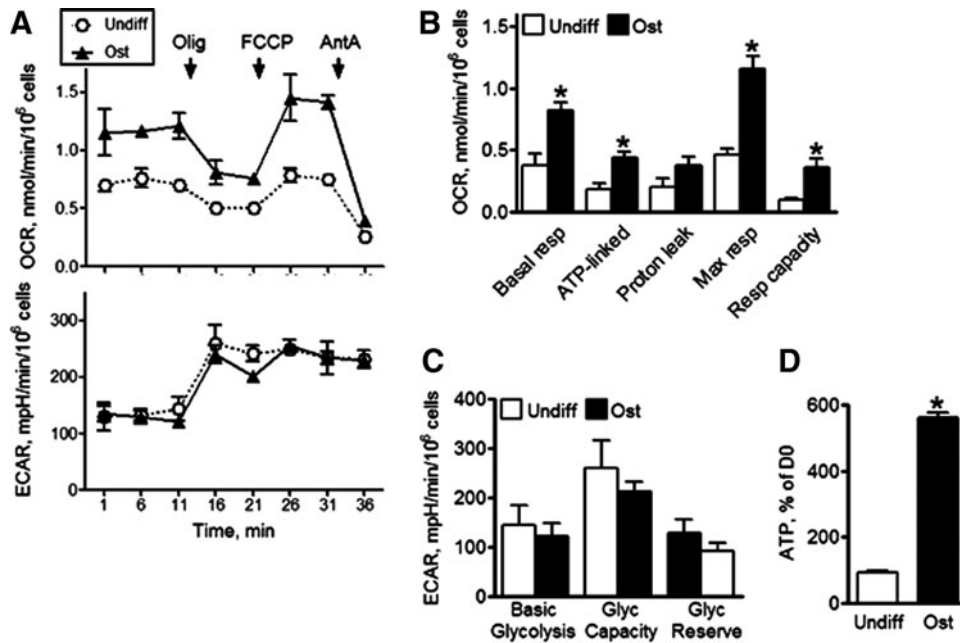 A
Undiff
Ost
Olig FCCP AntA
OCR, nmol/min/10⁶ cells
1.5
1.0
0.5
0.0
ECAR, mpH/min/10⁶ cells
300
200
100
0
1 6 11 16 21 26 31 36
Time, min
B
Undiff Ost
OCR, nmol/min/10⁶ cells
1.5
1.0
0.5
0.0
* * * *
Basal resp
ATP-linked
Proton leak
Max resp
Resp capacity
C
Undiff Ost
ECAR, mpH/min/10⁶ cells
400
300
200
100
0
Basic Glyc Glyc
Glycolysis Capacity Reserve
D
ATP, % of D0
600
400
200
0
*
Undiff Ost